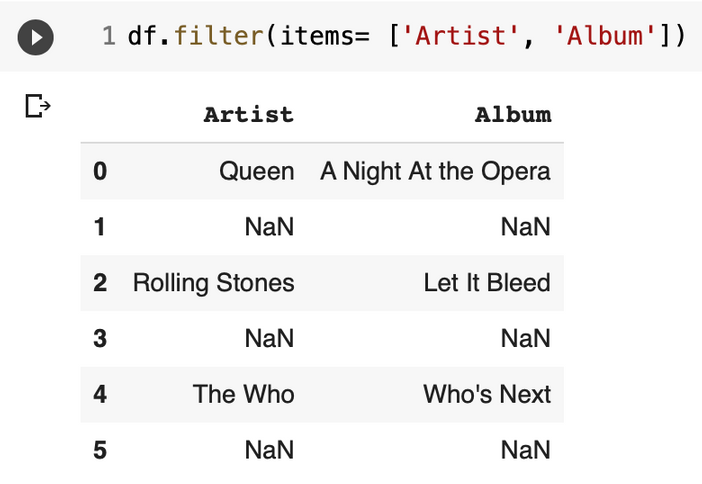 1 df.filter(items= ['Artist', 'Album'])
Artist Album
0 Queen A Night At the Opera
1 NaN NaN
2 Rolling Stones Let It Bleed
3 NaN NaN
4 The Who Who's Next
5 NaN NaN